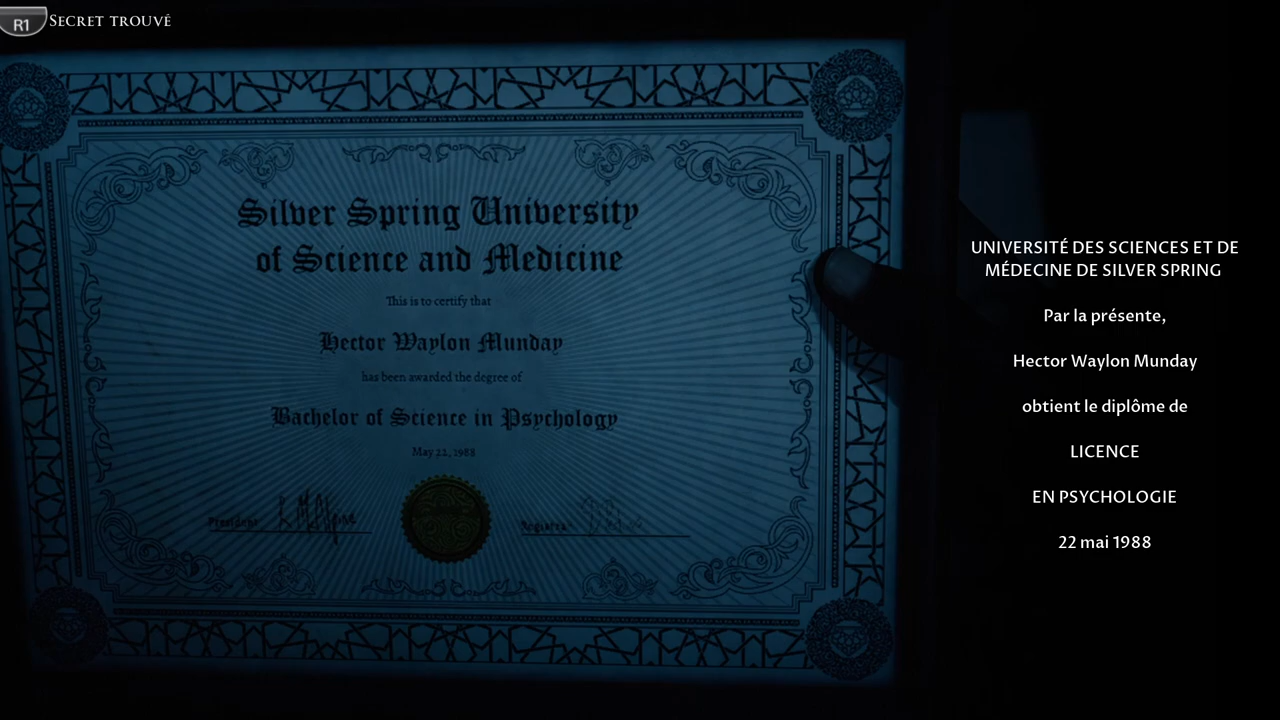 R1 SECRET TROUVÉ
Silver Spring University
of Science and Medicine
This is to certify that
Hector Waylon Munday
has been awarded the degree of
Bachelor of Science in Psychology
May 22, 1988
President
Registrar
UNIVERSITÉ DES SCIENCES ET DE
MÉDECINE DE SILVER SPRING
Par la présente,
Hector Waylon Munday
obtient le diplôme de
LICENCE
EN PSYCHOLOGIE
22 mai 1988